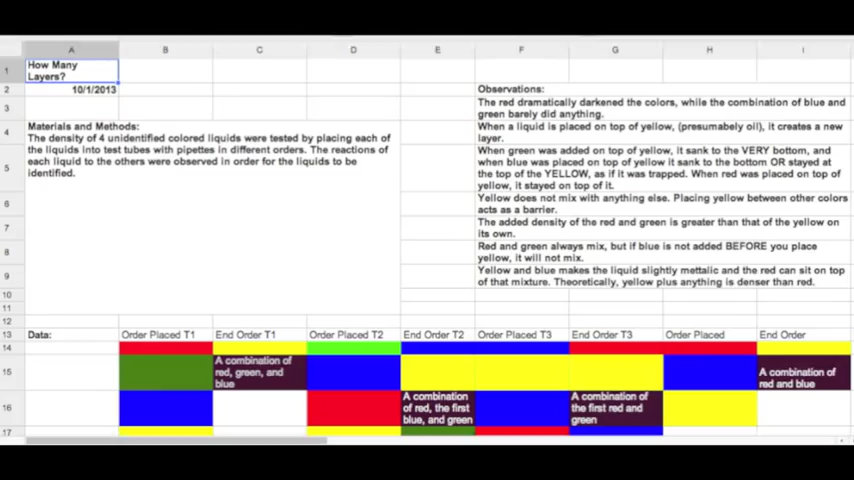 A B C D E F G H I
1 How Many
Layers?
2 10/1/2013 Observations:
3 The red dramatically darkened the colors, while the combination of blue and
green barely did anything.
4 Materials and Methods: When a liquid is placed on top of yellow, (presumabely oil), it creates a new
layer.
The density of 4 unidentified colored liquids were tested by placing each of
the liquids into test tubes with pipettes in different orders. The reactions of
each liquid to the others were observed in order for the liquids to be
identified.
5 When green was added on top of yellow, it sank to the VERY bottom, and
when blue was placed on top of yellow it sank to the bottom OR stayed at
the top of the YELLOW, as if it was trapped. When red was placed on top of
yellow, it stayed on top of it.
6 Yellow does not mix with anything else. Placing yellow between other colors
acts as a barrier.
7 The added density of the red and green is greater than that of the yellow on
its own.
8 Red and green always mix, but if blue is not added BEFORE you place
yellow, it will not mix.
9 Yellow and blue makes the liquid slightly mettalic and the red can sit on top
of that mixture. Theoretically, yellow plus anything is denser than red.
10
11
12
13 Data: Order Placed T1 End Order T1 Order Placed T2 End Order T2 Order Placed T3 End Order T3 Order Placed End Order
14
15 A combination of
red, green, and
blue
A combination of
red and blue
16 A combination
of red, the first
blue, and green
A combination of
the first red and
green
17